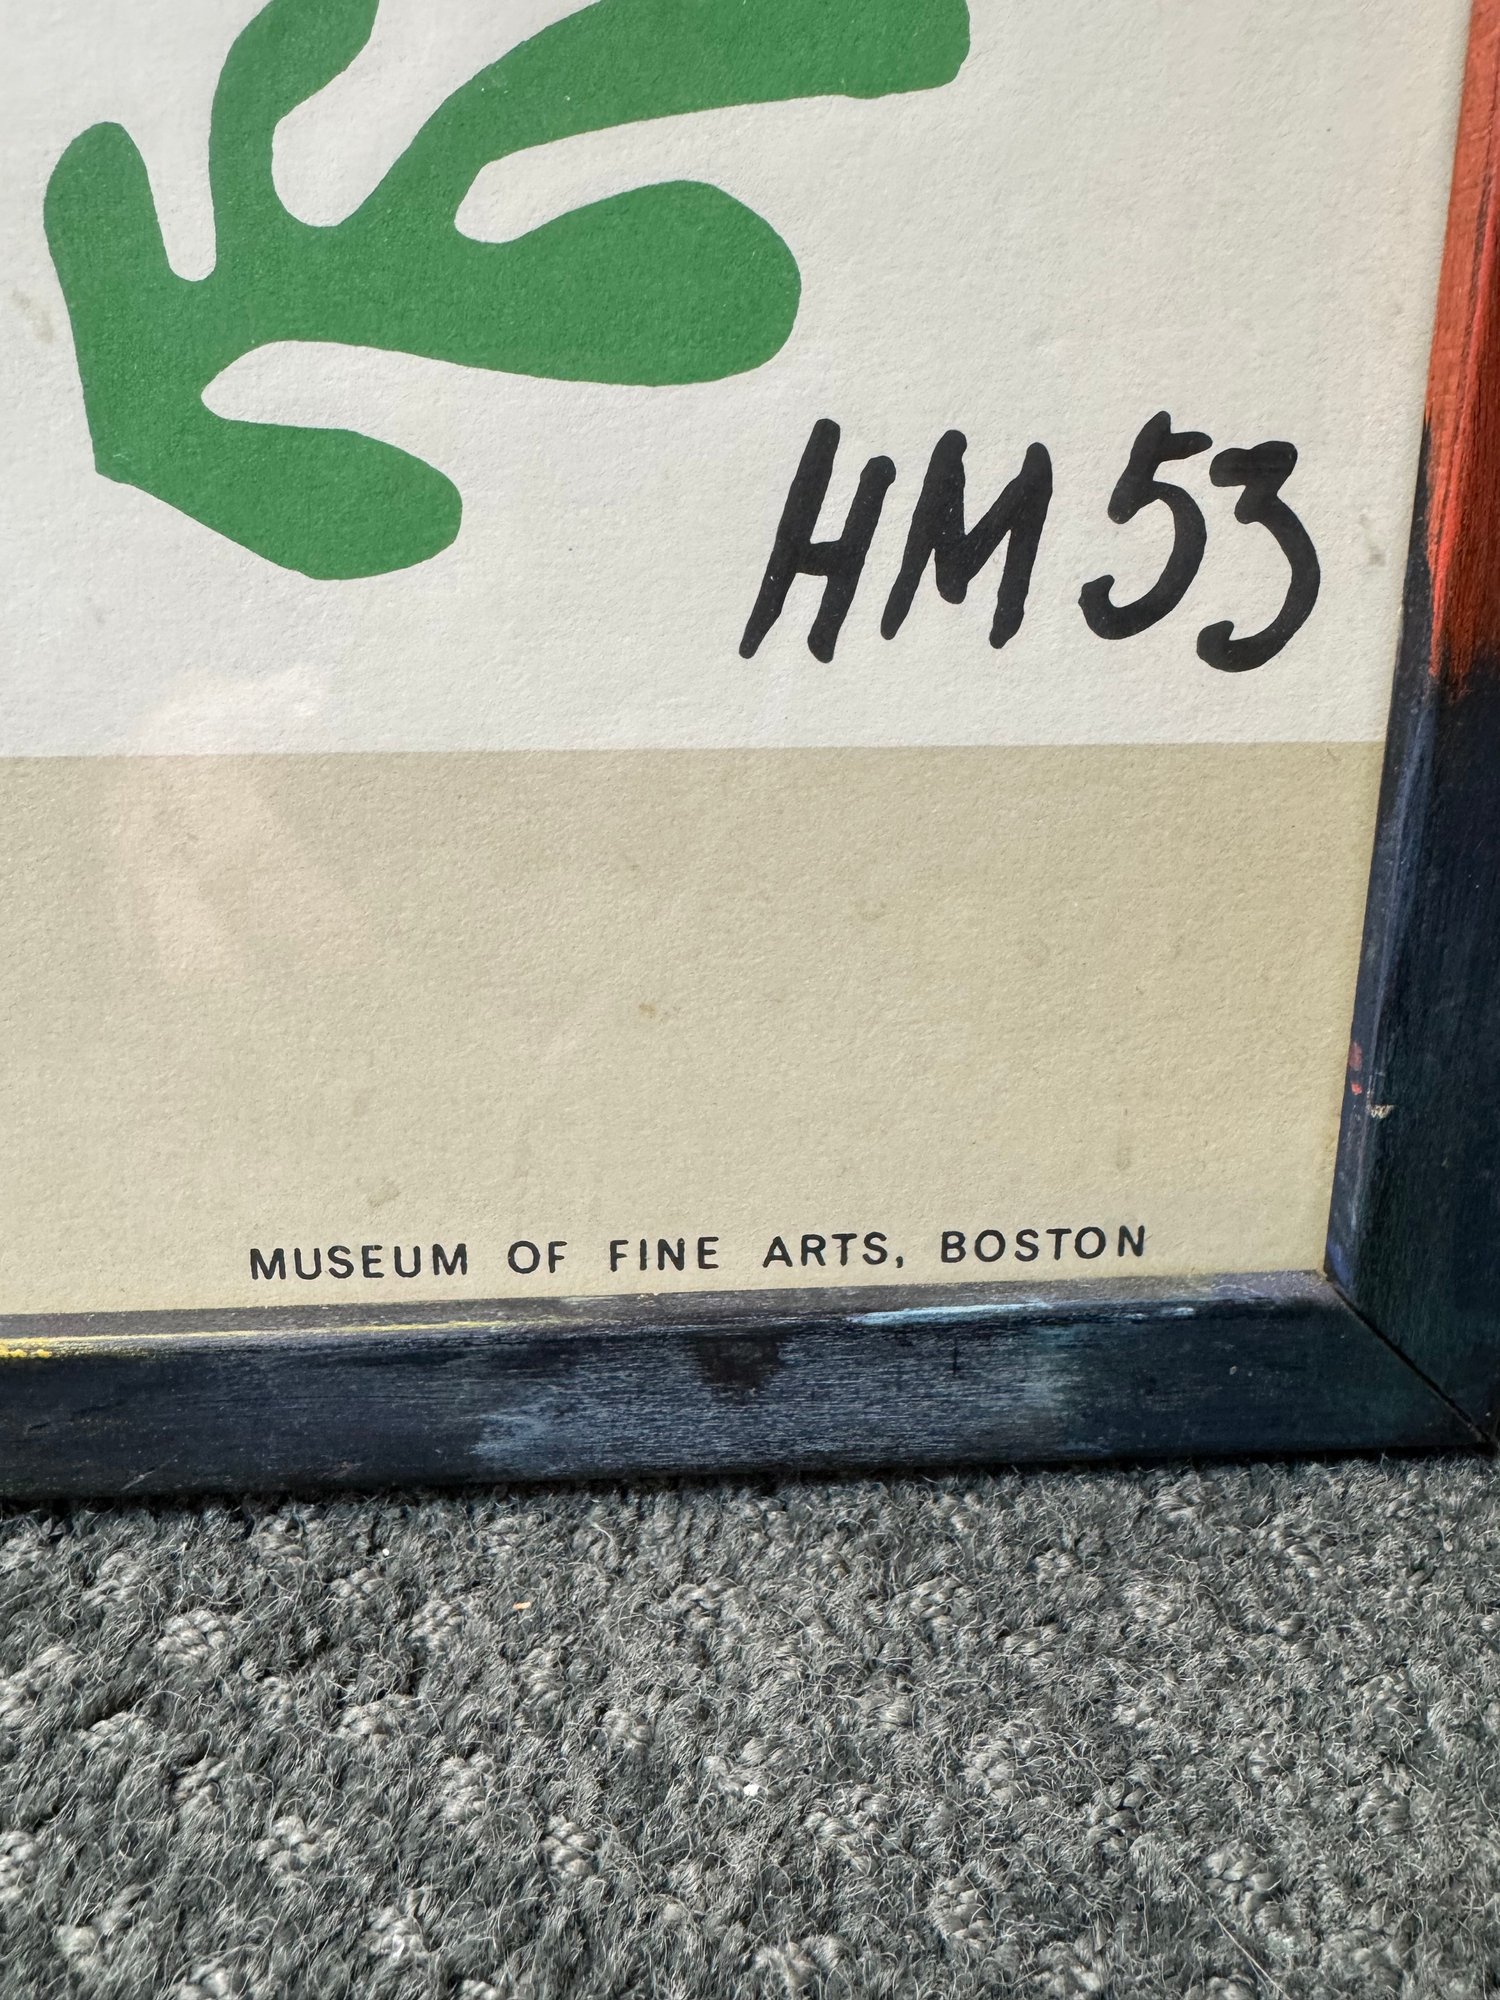 HM 53
MUSEUM OF FINE ARTS, BOSTON